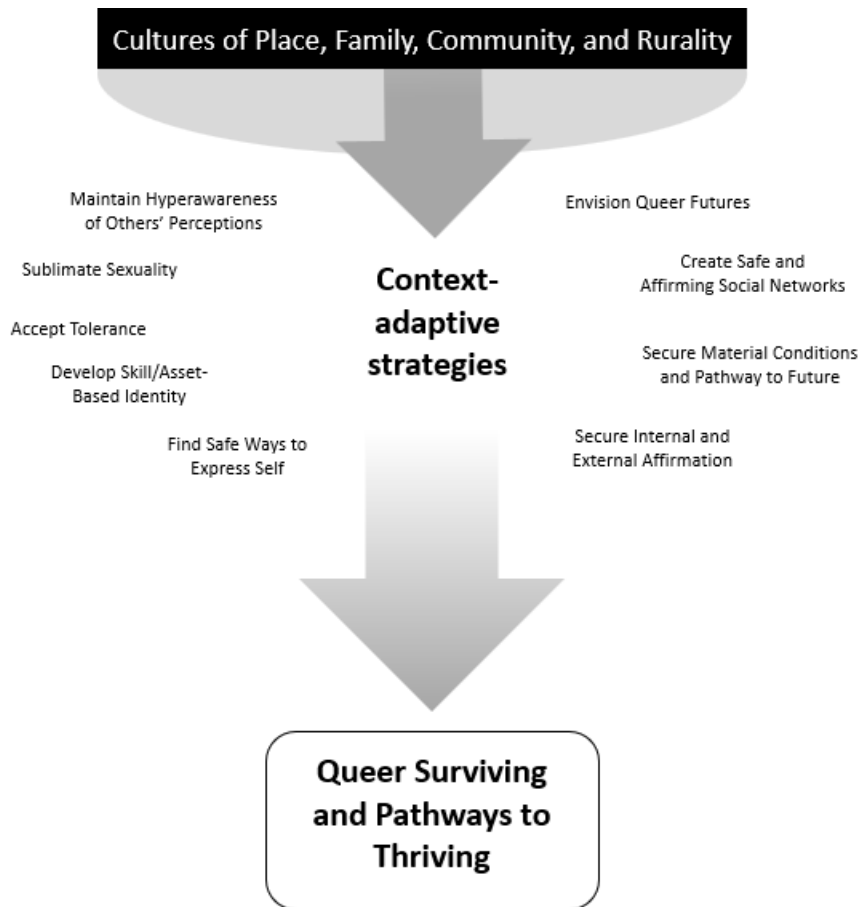 Cultures of Place, Family, Community, and Rurality
Maintain Hyperawareness
of Others' Perceptions
Sublimate Sexuality
Accept Tolerance
Develop Skill/Asset-
Based Identity
Find Safe Ways to
Express Self
Context-
adaptive
strategies
Envision Queer Futures
Create Safe and
Affirming Social Networks
Secure Material Conditions
and Pathway to Future
Secure Internal and
External Affirmation
Queer Surviving
and Pathways to
Thriving